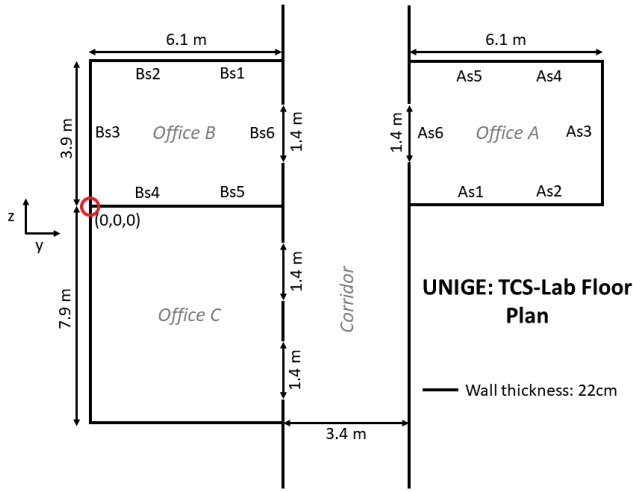 6.1 m
6.1 m
Bs2
Bs1
As5
As4
3.9 m
Bs3
Office B
Bs6
1.4 m
1.4 m
As6
Office A
As3
Bs4
Bs5
As1
As2
z
y
(0,0,0)
7.9 m
Office C
1.4 m
Corridor
UNIGE: TCS-Lab Floor
Plan
1.4 m
Wall thickness: 22cm
3.4 m